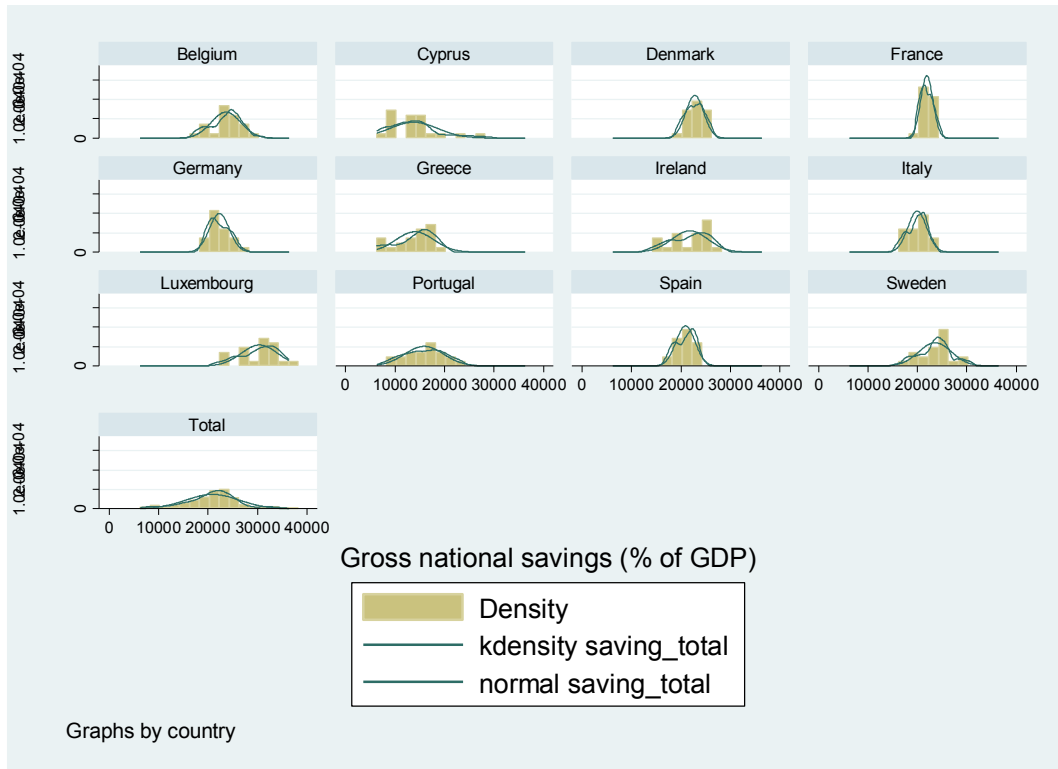 Belgium
Cyprus
Denmark
France
0
Germany
Greece
Ireland
Italy
0
Luxembourg
Portugal
Spain
Sweden
0
0 10000 20000 30000 40000
0 10000 20000 30000 40000
0 10000 20000 30000 40000
Total
0
0 10000 20000 30000 40000
Gross national savings (% of GDP)
Density
kdensity saving_total
normal saving_total
Graphs by country